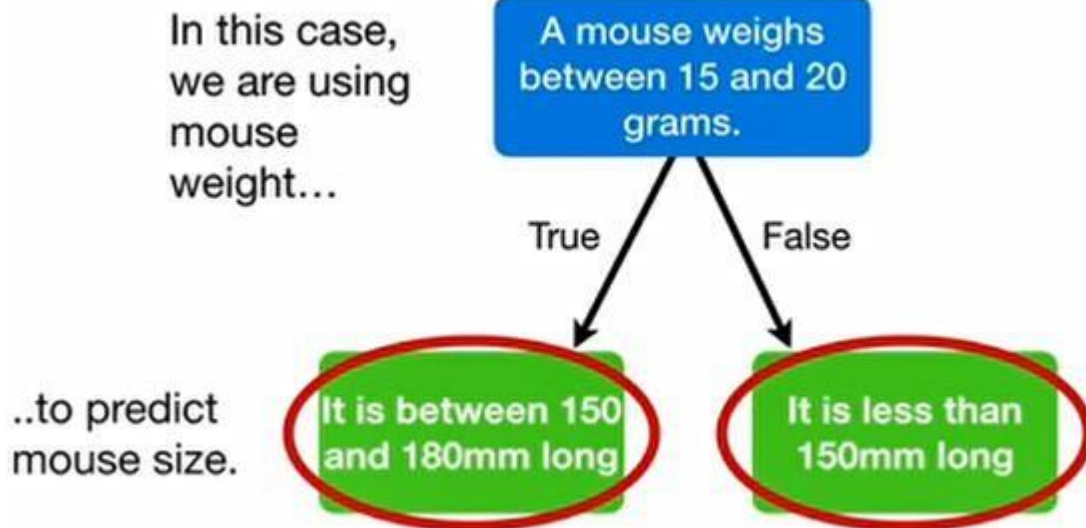 In this case,
we are using
mouse
weight...
A mouse weighs
between 15 and 20
grams.
True
False
..to predict
mouse size.
It is between 150
and 180mm long
It is less than
150mm long